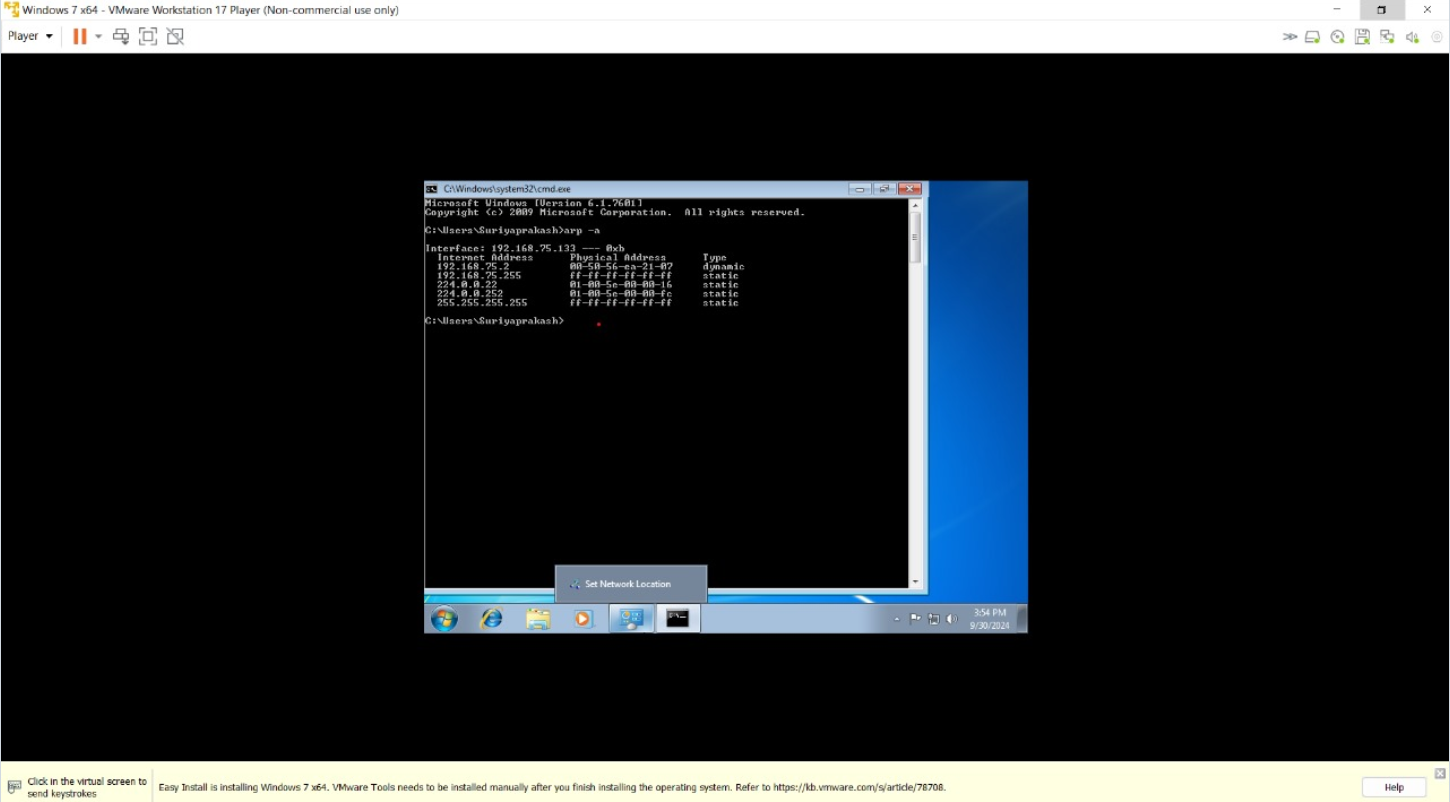 Windows 7 x64 - VMware Workstation 17 Player (Non-commercial use only)
Player
C:\Windows\system32\cmd.exe
Microsoft Windows [Version 6.1.7601]
Copyright (c) 2009 Microsoft Corporation.  All rights reserved.
C:\Users\Suriyaprakash>arp -a
Interface: 192.168.75.133 --- 0xb
Internet Address Physical Address Type
192.168.75.2 00-50-56-ea-21-07 dynamic
192.168.75.255 ff-ff-ff-ff-ff-ff static
224.0.0.22 01-00-5e-00-00-16 static
224.0.0.252 01-00-5e-00-00-fc static
255.255.255.255 ff-ff-ff-ff-ff-ff static
C:\Users\Suriyaprakash>
Set Network Location
3:54 PM
9/30/2024
Click in the virtual screen to
send keystrokes
Easy Install is installing Windows 7 x64. VMware Tools needs to be installed manually after you finish installing the operating system. Refer to https://kb.vmware.com/s/article/78708.
Help